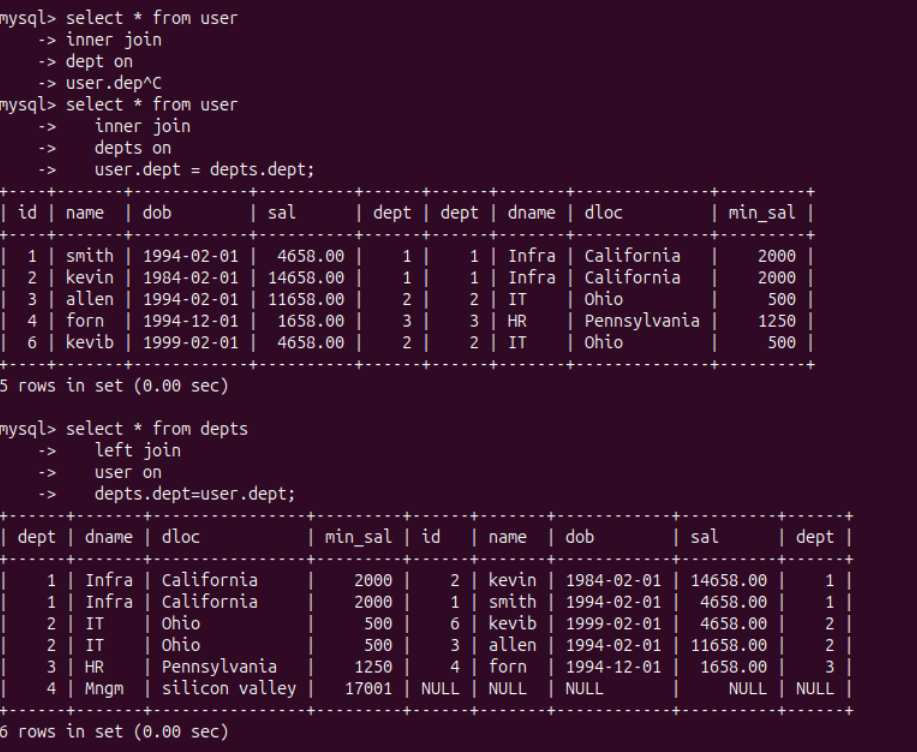 mysql> select * from user
    -> inner join
    -> dept on
    -> user.dep^C
mysql> select * from user
    ->    inner join
    ->    depts on
    ->    user.dept = depts.dept;
+----+-------+------------+----------+------+------+-------+--------------+---------+
| id | name  | dob        | sal      | dept | dept | dname | dloc         | min_sal |
+----+-------+------------+----------+------+------+-------+--------------+---------+
|  1 | smith | 1994-02-01 |  4658.00 |    1 |    1 | Infra | California   |    2000 |
|  2 | kevin | 1984-02-01 | 14658.00 |    1 |    1 | Infra | California   |    2000 |
|  3 | allen | 1994-02-01 | 11658.00 |    2 |    2 | IT    | Ohio         |     500 |
|  4 | forn  | 1994-12-01 |  1658.00 |    3 |    3 | HR    | Pennsylvania |    1250 |
|  6 | kevib | 1999-02-01 |  4658.00 |    2 |    2 | IT    | Ohio         |     500 |
+----+-------+------------+----------+------+------+-------+--------------+---------+
5 rows in set (0.00 sec)

mysql> select * from depts
    ->    left join
    ->    user on
    ->    depts.dept=user.dept;
+------+-------+----------------+---------+------+-------+------------+----------+------+
| dept | dname | dloc           | min_sal | id   | name  | dob        | sal      | dept |
+------+-------+----------------+---------+------+-------+------------+----------+------+
|    1 | Infra | California     |    2000 |    2 | kevin | 1984-02-01 | 14658.00 |    1 |
|    1 | Infra | California     |    2000 |    1 | smith | 1994-02-01 |  4658.00 |    1 |
|    2 | IT    | Ohio           |     500 |    6 | kevib | 1999-02-01 |  4658.00 |    2 |
|    2 | IT    | Ohio           |     500 |    3 | allen | 1994-02-01 | 11658.00 |    2 |
|    3 | HR    | Pennsylvania   |    1250 |    4 | forn  | 1994-12-01 |  1658.00 |    3 |
|    4 | Mngm  | silicon valley |   17001 | NULL | NULL  | NULL       |     NULL | NULL |
+------+-------+----------------+---------+------+-------+------------+----------+------+
6 rows in set (0.00 sec)